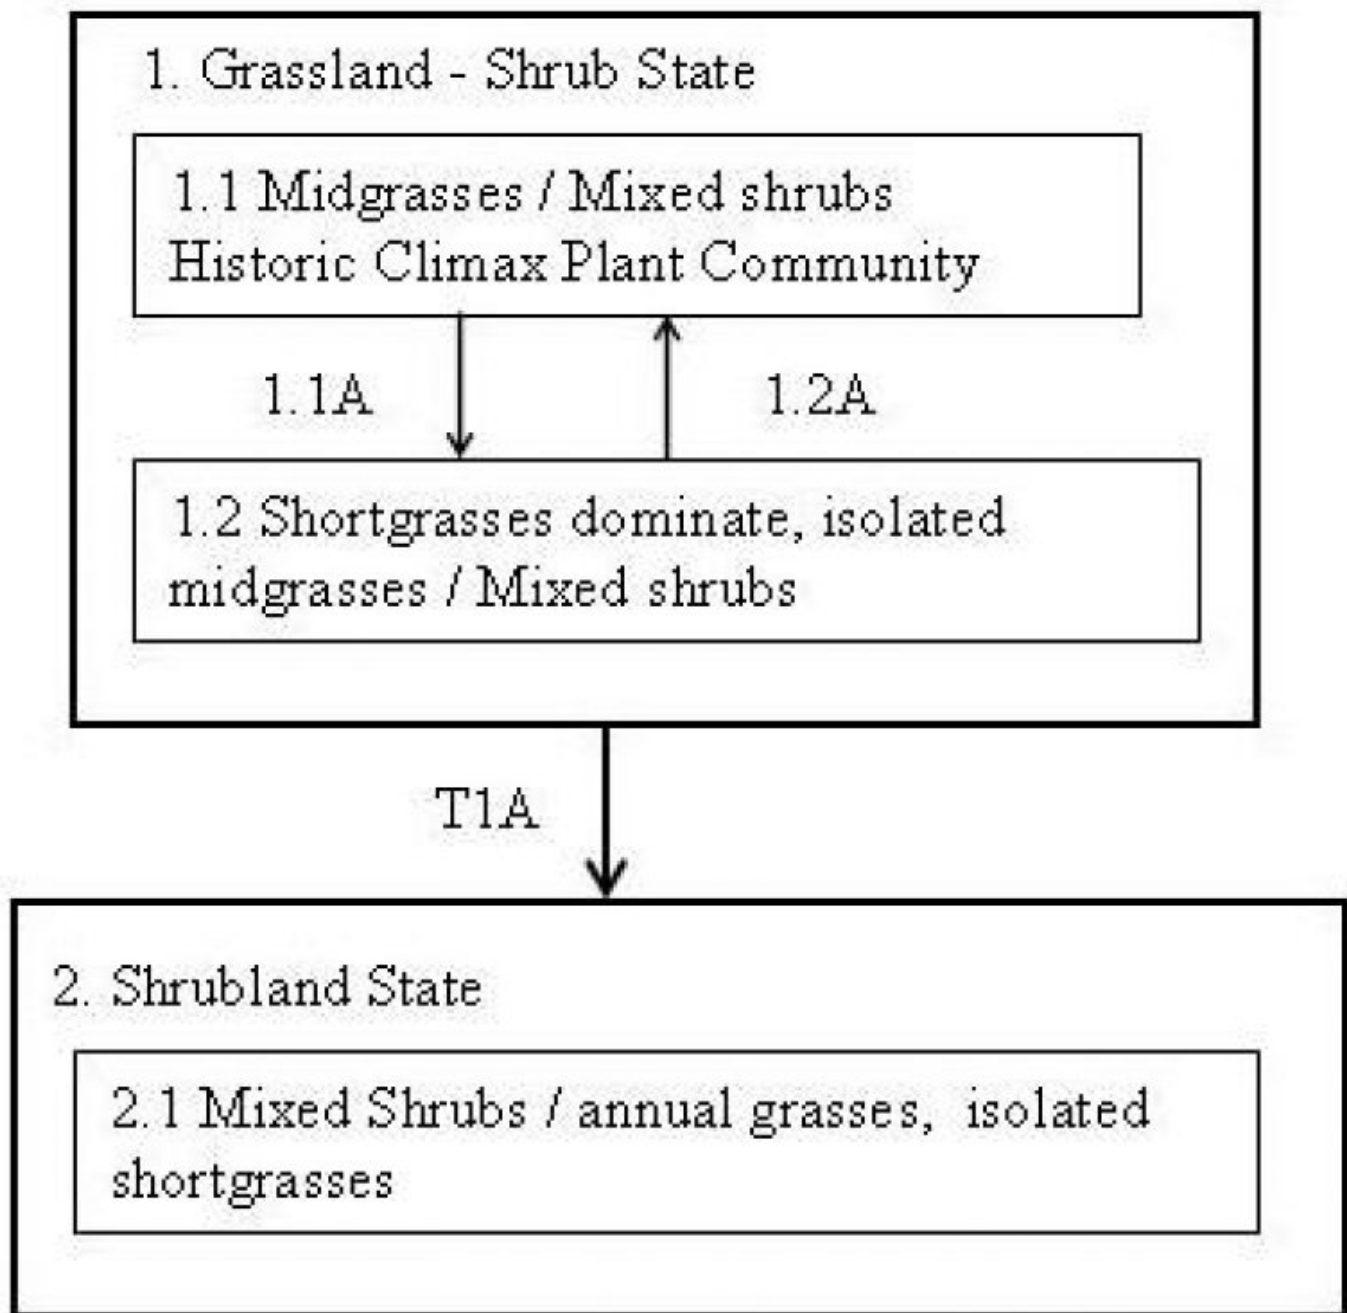 1. Grassland - Shrub State
1.1 Midgrasses / Mixed shrubs
Historic Climax Plant Community
1.1A
1.2A
1.2 Shortgrasses dominate, isolated
midgrasses / Mixed shrubs
T1A
2. Shrubland State
2.1 Mixed Shrubs / annual grasses, isolated
shortgrasses